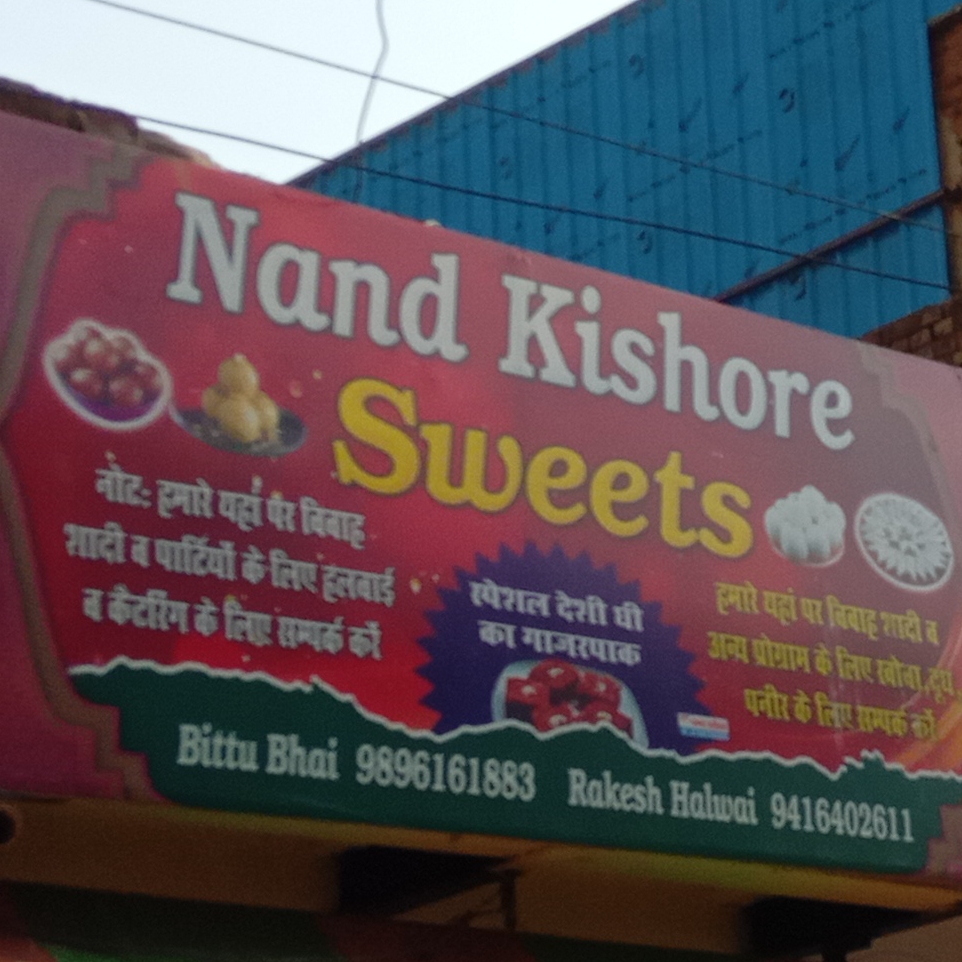 Nand Kishore
Sweets
नोट: हमारे यहां पर विवाह
शादी व पार्टियों के लिए हलवाई
व कैटरिंग के लिए सम्पर्क करें
स्पेशल देशी घी
का गाजरपाक
हमारे यहां पर विवाह शादी व
अन्य प्रोग्राम के लिए खोवा, दूध,
पनीर के लिए सम्पर्क करें
Bittu Bhai 9896161883 Rakesh Halwai 9416402611